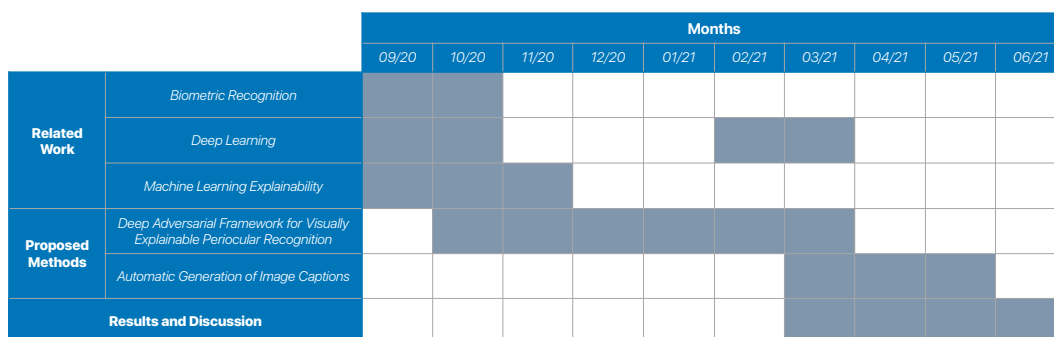 Months
09/20 10/20 11/20 12/20 01/21 02/21 03/21 04/21 05/21 06/21
Related
Work
Biometric Recognition
Deep Learning
Machine Learning Explainability
Proposed
Methods
Deep Adversarial Framework for Visually
Explainable Periocular Recognition
Automatic Generation of Image Captions
Results and Discussion